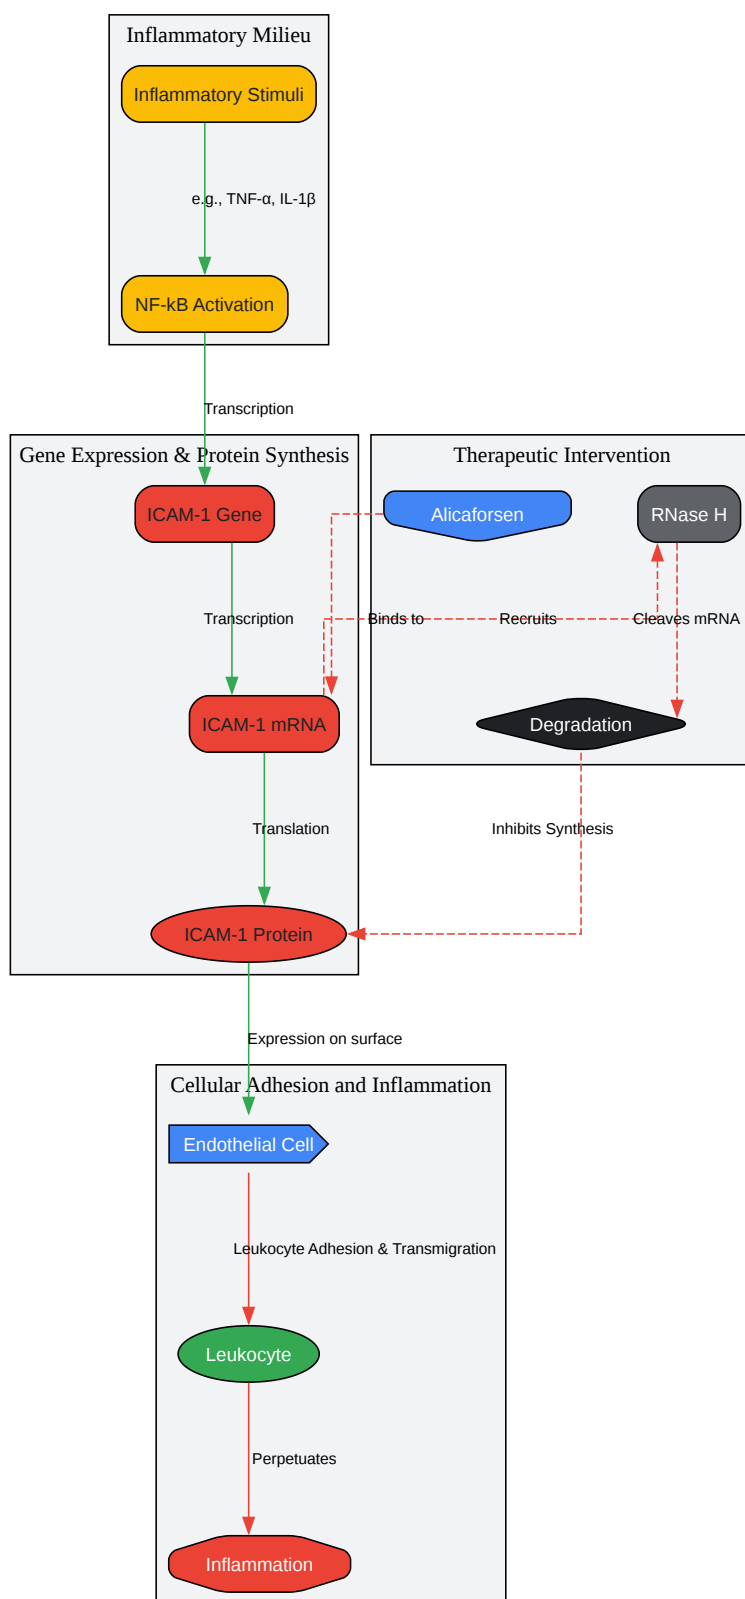 Inflammatory Milieu
Inflammatory Stimuli
e.g., TNF-α, IL-1β
NF-kB Activation
Transcription
Gene Expression & Protein Synthesis
Therapeutic Intervention
ICAM-1 Gene
Alicaforsen
RNase H
Transcription
Binds to
Recruits
Cleaves mRNA
ICAM-1 mRNA
Degradation
Translation
Inhibits Synthesis
ICAM-1 Protein
Expression on surface
Cellular Adhesion and Inflammation
Endothelial Cell
Leukocyte Adhesion & Transmigration
Leukocyte
Perpetuates
Inflammation